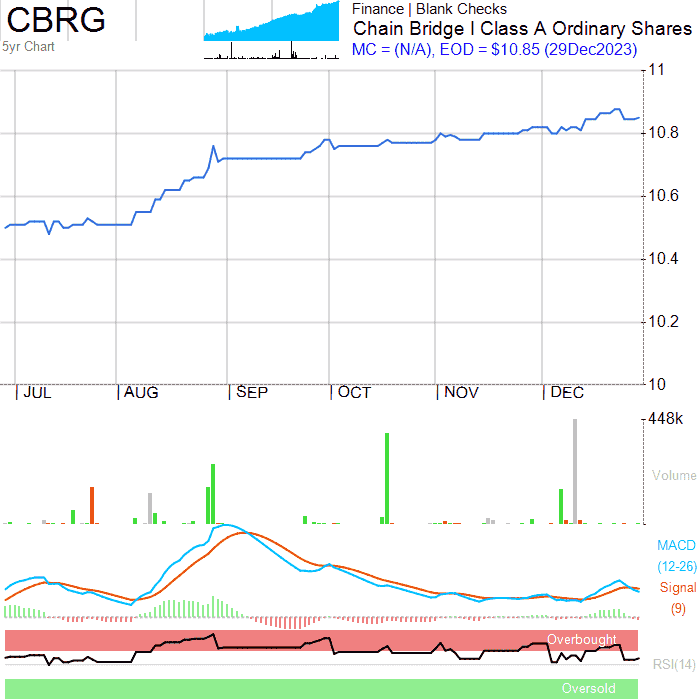 CBRG
5yr Chart
Finance | Blank Checks
Chain Bridge I Class A Ordinary Shares
MC = (N/A), EOD = $10.85 (29Dec2023)
11
10.8
10.6
10.4
10.2
10
| JUL | AUG | SEP | OCT | NOV | DEC
448k
Volume
MACD
(12-26)
Signal
(9)
Overbought
RSI(14)
Oversold